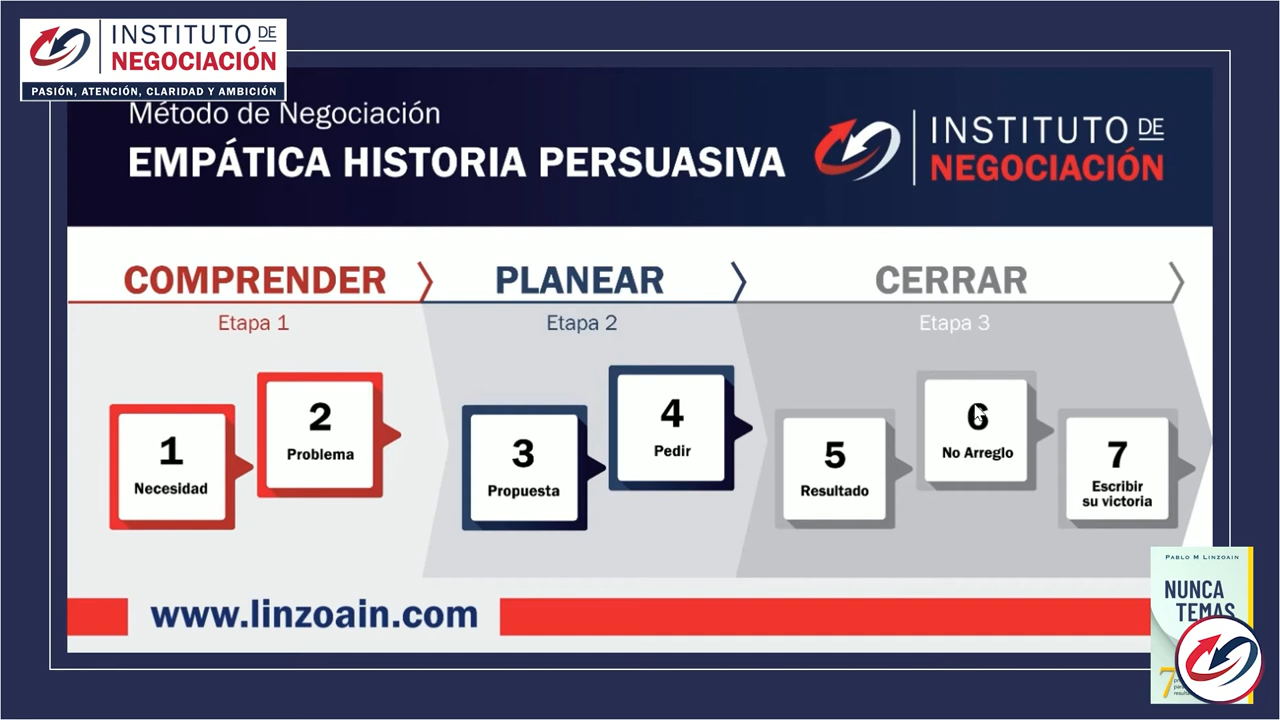 INSTITUTO DE
NEGOCIACIÓN
PASIÓN, ATENCIÓN, CLARIDAD Y AMBICIÓN
Método de Negociación
EMPÁTICA HISTORIA PERSUASIVA
INSTITUTO DE
NEGOCIACIÓN
COMPRENDER
PLANEAR
CERRAR
Etapa 1
Etapa 2
Etapa 3
1
Necesidad
2
Problema
3
Propuesta
4
Pedir
5
Resultado
6
No Arreglo
7
Escribir
su victoria
www.linzoain.com
PABLO M LINZOAIN
NUNCA
TEMAS
7